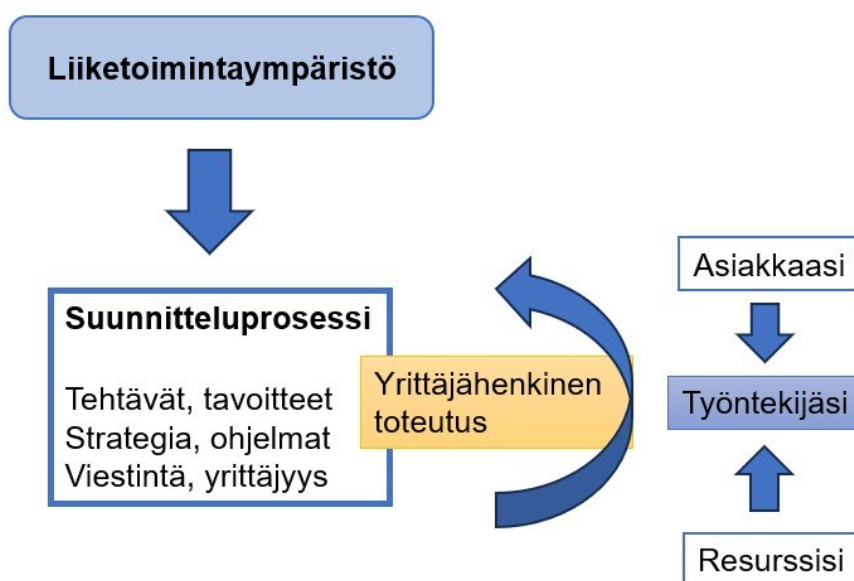 Liiketoimintaympäristö
Suunnitteluprosessi
Tehtävät, tavoitteet
Strategia, ohjelmat
Viestintä, yrittäjyys
Yrittäjähenkinen
toteutus
Asiakkaasi
Työntekijäsi
Resurssisi